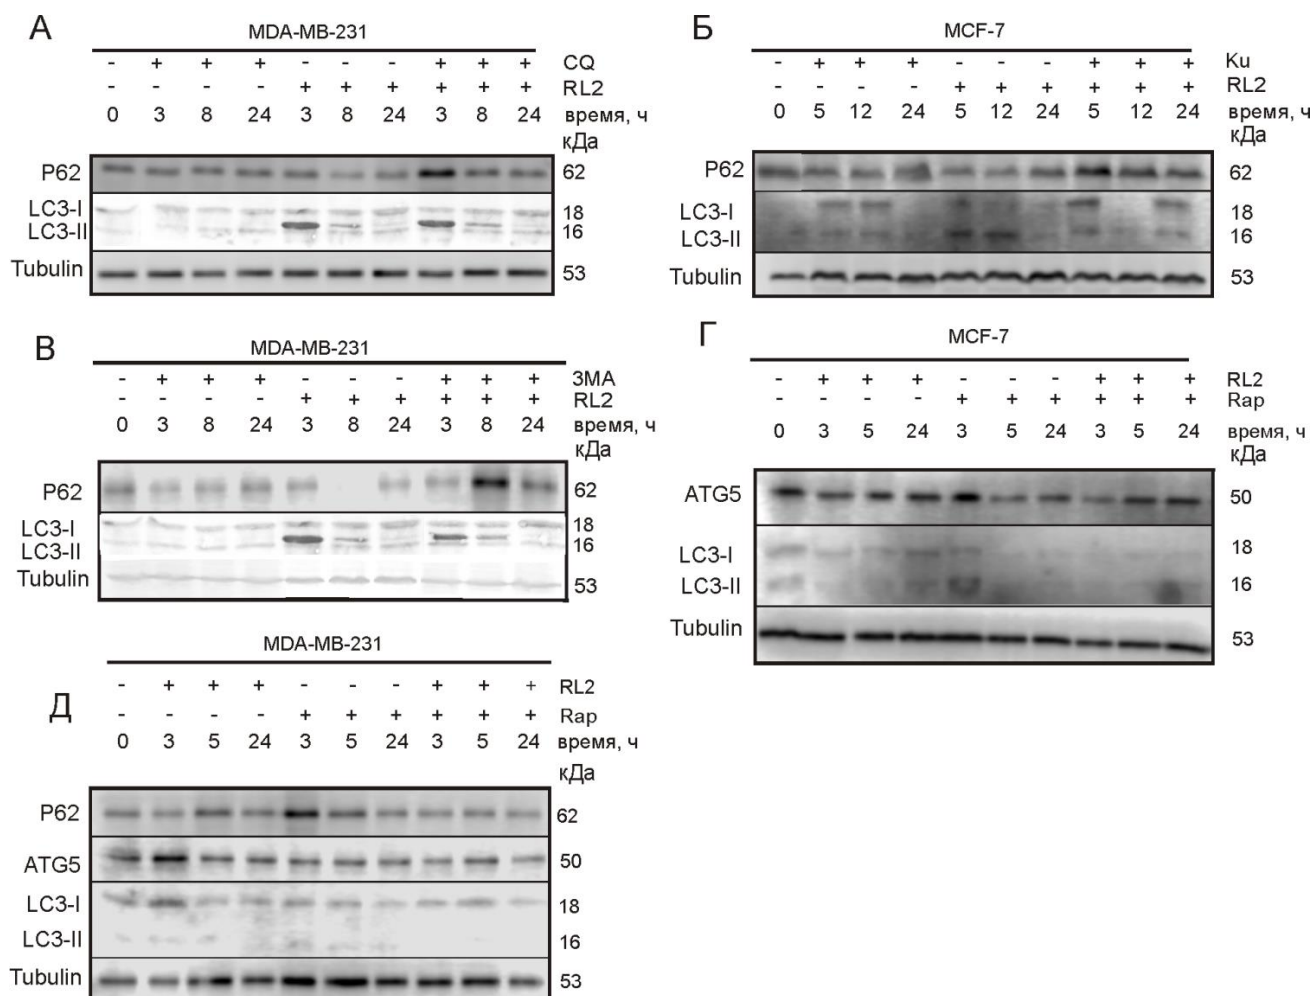 А
MDA-MB-231
- + + + - - - + + + CQ
- - - - + + + + + + RL2
0 3 8 24 3 8 24 3 8 24 время, ч
кДа
P62 62
LC3-I 18
LC3-II 16
Tubulin 53
Б
MCF-7
- + + + - - - + + + Ku
- - - - + + + + + + RL2
0 5 12 24 5 12 24 5 12 24 время, ч
кДа
P62 62
LC3-I 18
LC3-II 16
Tubulin 53
В
MDA-MB-231
- + + + - - - + + + 3MA
- - - - + + + + + + RL2
0 3 8 24 3 8 24 3 8 24 время, ч
кДа
P62 62
LC3-I 18
LC3-II 16
Tubulin 53
Г
MCF-7
- + + + - - - + + + RL2
- - - - + + + + + + Rap
0 3 5 24 3 5 24 3 5 24 время, ч
кДа
ATG5 50
LC3-I 18
LC3-II 16
Tubulin 53
Д
MDA-MB-231
- + + + - - - + + + RL2
- - - - + + + + + + Rap
0 3 5 24 3 5 24 3 5 24 время, ч
кДа
P62 62
ATG5 50
LC3-I 18
LC3-II 16
Tubulin 53